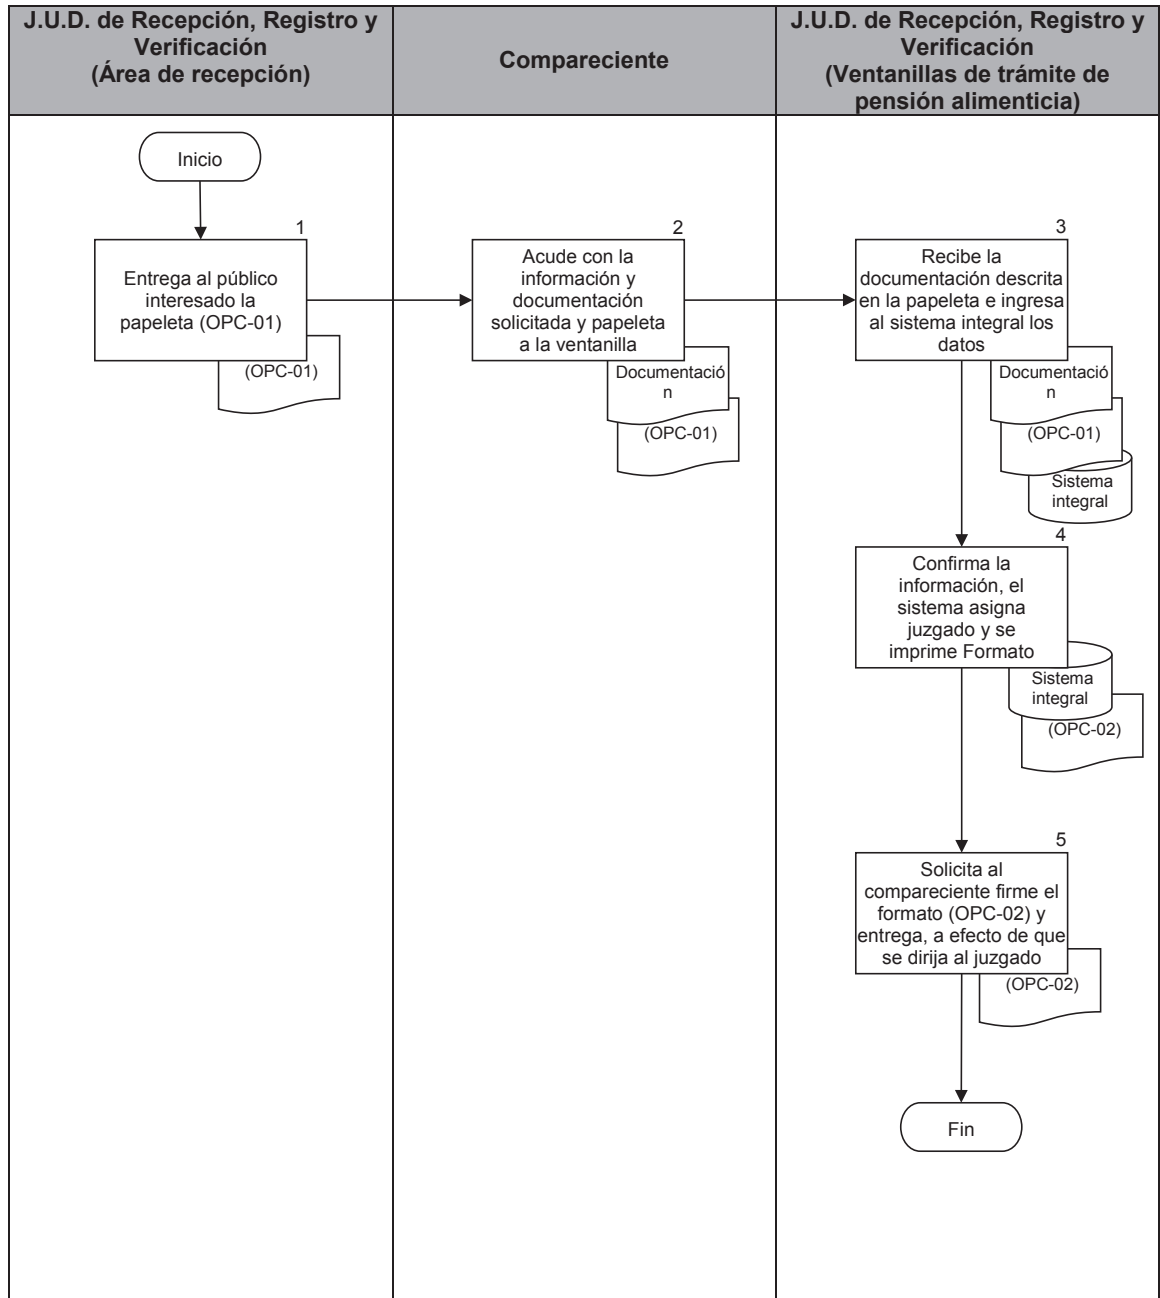 J.U.D. de Recepción, Registro y
Verificación
(Área de recepción)
Compareciente
J.U.D. de Recepción, Registro y
Verificación
(Ventanillas de trámite de
pensión alimenticia)
Inicio
1
Entrega al público
interesado la
papeleta (OPC-01)
(OPC-01)
2
Acude con la
información y
documentación
solicitada y papeleta
a la ventanilla
Documentació
n
(OPC-01)
3
Recibe la
documentación descrita
en la papeleta e ingresa
al sistema integral los
datos
Documentació
n
(OPC-01)
Sistema
integral
4
Confirma la
información, el
sistema asigna
juzgado y se
imprime Formato
Sistema
integral
(OPC-02)
5
Solicita al
compareciente firme el
formato (OPC-02) y
entrega, a efecto de que
se dirija al juzgado
(OPC-02)
Fin